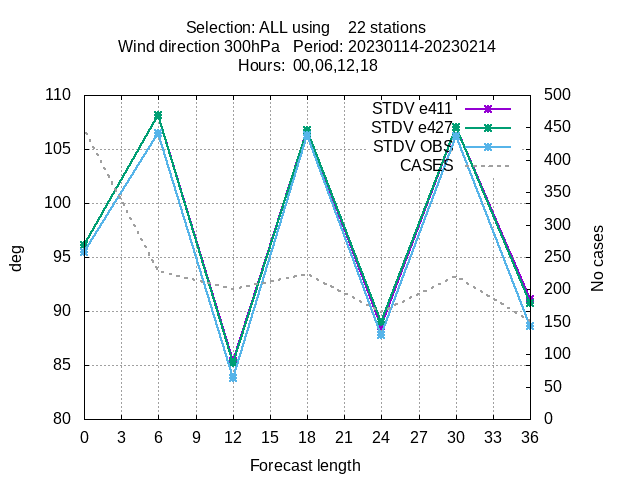 Selection: ALL using 22 stations
Wind direction 300hPa Period: 20230114-20230214
Hours: 00,06,12,18
110 500
STDV e411
450
STDV e427
105 STDV OBS
400
CASES
350
100 300
deg
95 250
No cases
200
90 150
100
85
50
80 0
0 3 6 9 12 15 18 21 24 27 30 33 36
Forecast length